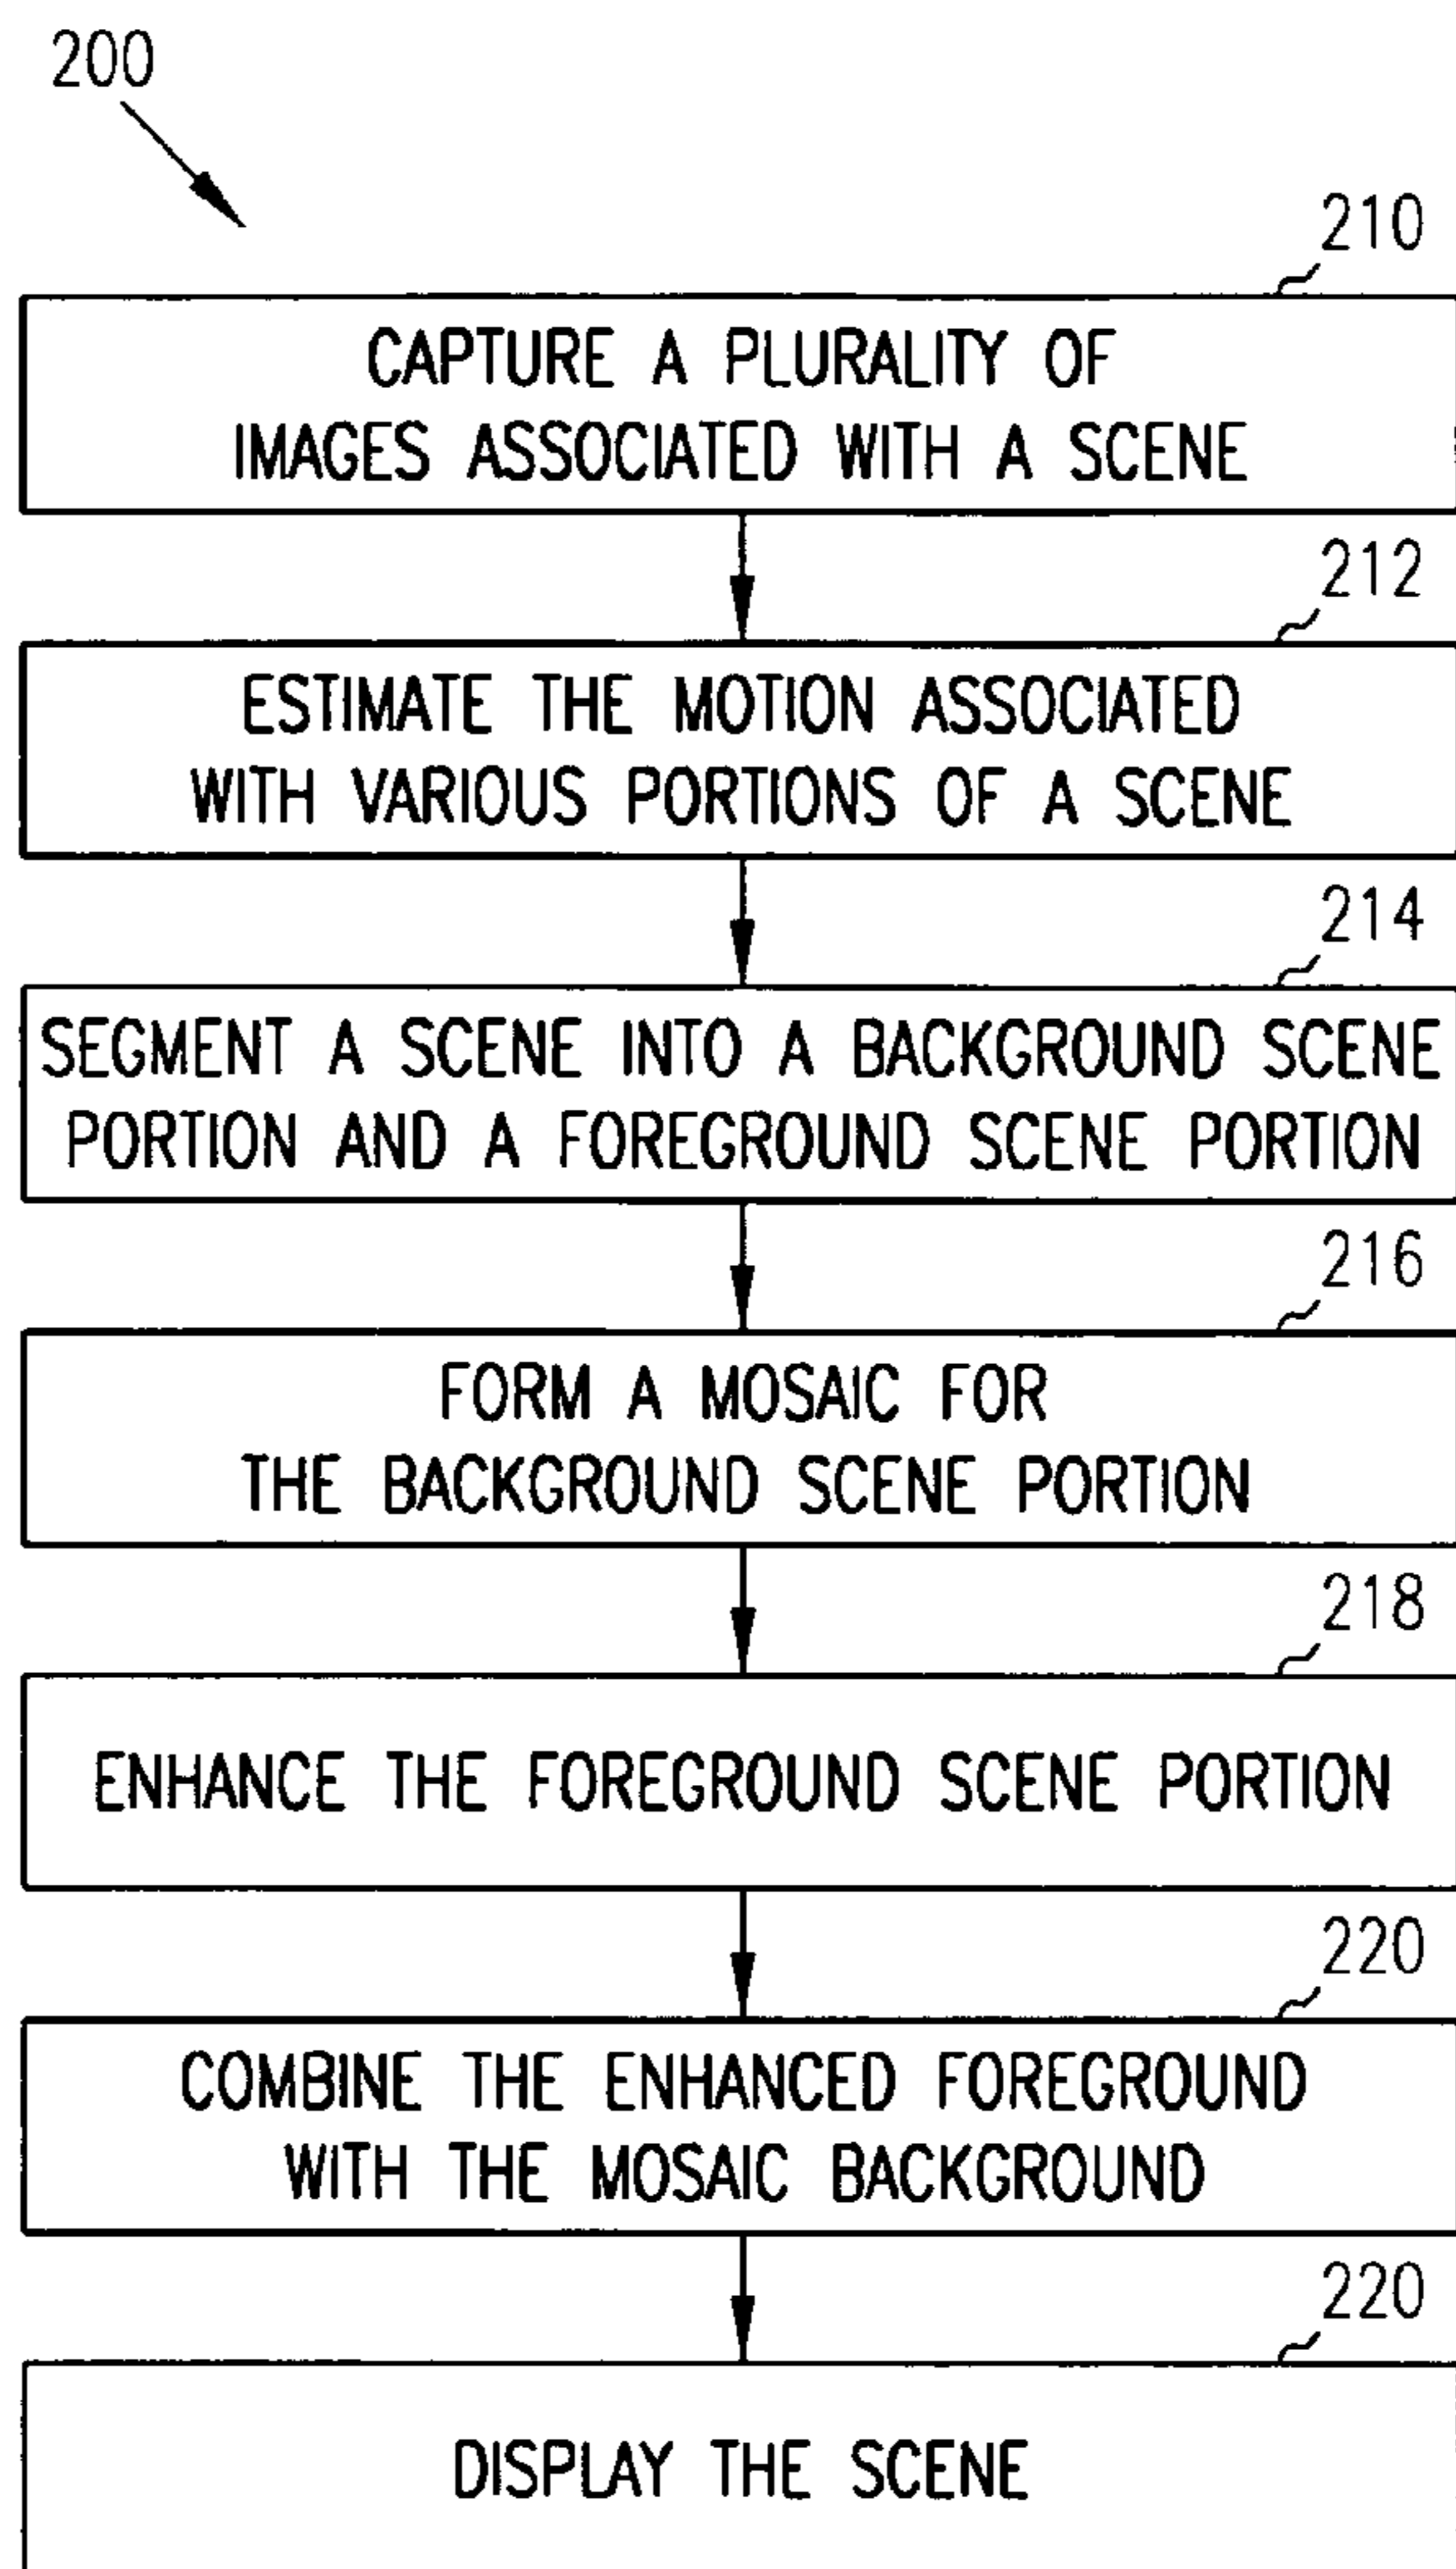 200
210
CAPTURE A PLURALITY OF
IMAGES ASSOCIATED WITH A SCENE
212
ESTIMATE THE MOTION ASSOCIATED
WITH VARIOUS PORTIONS OF A SCENE
214
SEGMENT A SCENE INTO A BACKGROUND SCENE
PORTION AND A FOREGROUND SCENE PORTION
216
FORM A MOSAIC FOR
THE BACKGROUND SCENE PORTION
218
ENHANCE THE FOREGROUND SCENE PORTION
220
COMBINE THE ENHANCED FOREGROUND
WITH THE MOSAIC BACKGROUND
220
DISPLAY THE SCENE